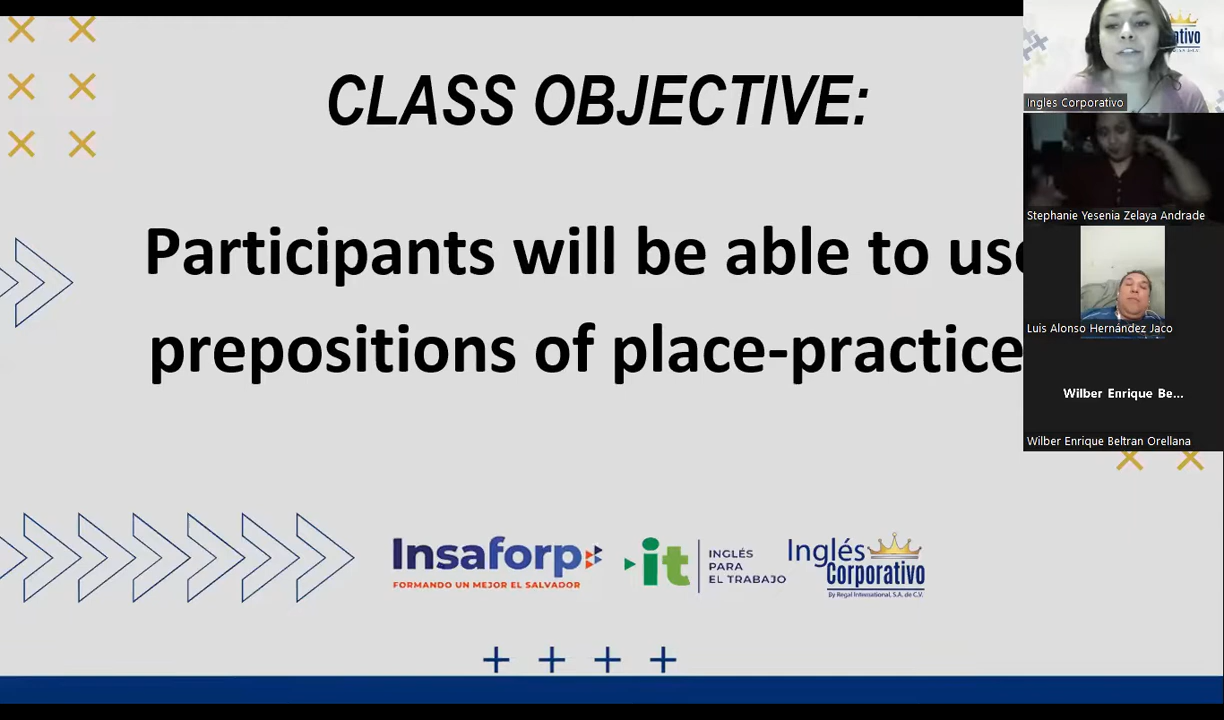 CLASS OBJECTIVE:
Participants will be able to use
prepositions of place-practice
Insaforp
FORMANDO UN MEJOR EL SALVADOR
it
INGLÉS
PARA
EL TRABAJO
Inglés
Corporativo
By Regal International, S.A. de C.V.
ativo
Ingles Corporativo
Stephanie Yesenia Zelaya Andrade
Luis Alonso Hernández Jaco
Wilber Enrique Be...
Wilber Enrique Beltran Orellana